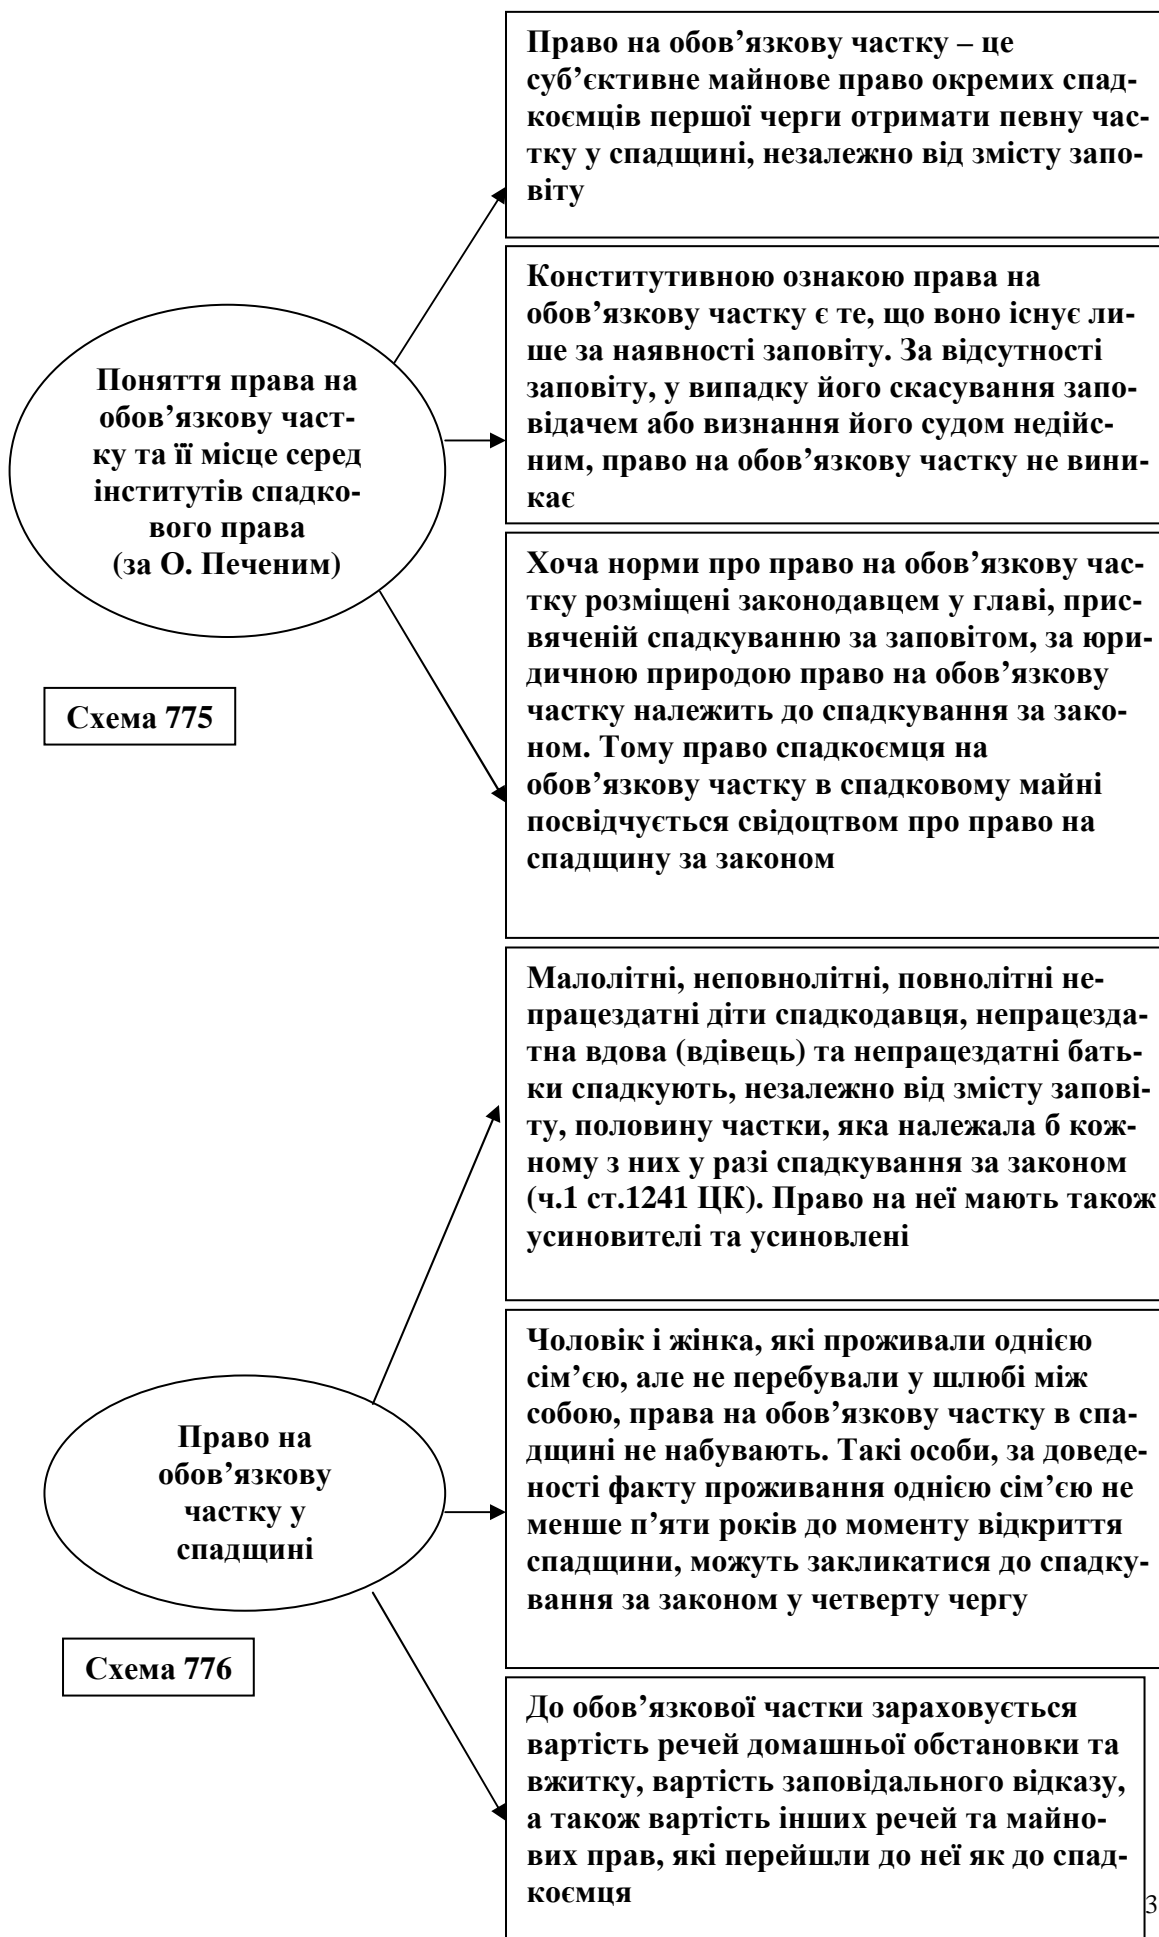 Право на обов’язкову частку – це
суб’єктивне майнове право окремих спад-
коємців першої черги отримати певну час-
тку у спадщині, незалежно від змісту запо-
віту
Конститутивною ознакою права на
обов’язкову частку є те, що воно існує ли-
ше за наявності заповіту. За відсутності
заповіту, у випадку його скасування запо-
відачем або визнання його судом недійс-
ним, право на обов’язкову частку не вини-
кає
Поняття права на
обов’язкову част-
ку та її місце серед
інститутів спадко-
вого права
(за О. Печеним)
Хоча норми про право на обов’язкову час-
тку розміщені законодавцем у главі, прис-
вяченій спадкуванню за заповітом, за юри-
дичною природою право на обов’язкову
частку належить до спадкування за зако-
ном. Тому право спадкоємця на
обов’язкову частку в спадковому майні
посвідчується свідоцтвом про право на
спадщину за законом
Схема 775
Малолітні, неповнолітні, повнолітні не-
працездатні діти спадкодавця, непрацезда-
тна вдова (вдівець) та непрацездатні бать-
ки спадкують, незалежно від змісту запові-
ту, половину частки, яка належала б кож-
ному з них у разі спадкування за законом
(ч.1 ст.1241 ЦК). Право на неї мають також
усиновителі та усиновлені
Чоловік і жінка, які проживали однією
сім’єю, але не перебували у шлюбі між
собою, права на обов’язкову частку в спа-
дщині не набувають. Такі особи, за доведе-
ності факту проживання однією сім’єю не
менше п’яти років до моменту відкриття
спадщини, можуть закликатися до спадку-
вання за законом у четверту чергу
Право на
обов’язкову
частку у
спадщині
Схема 776
До обов’язкової частки зараховується
вартість речей домашньої обстановки та
вжитку, вартість заповідального відказу,
а також вартість інших речей та майно-
вих прав, які перейшли до неї як до спад-
коємця
3